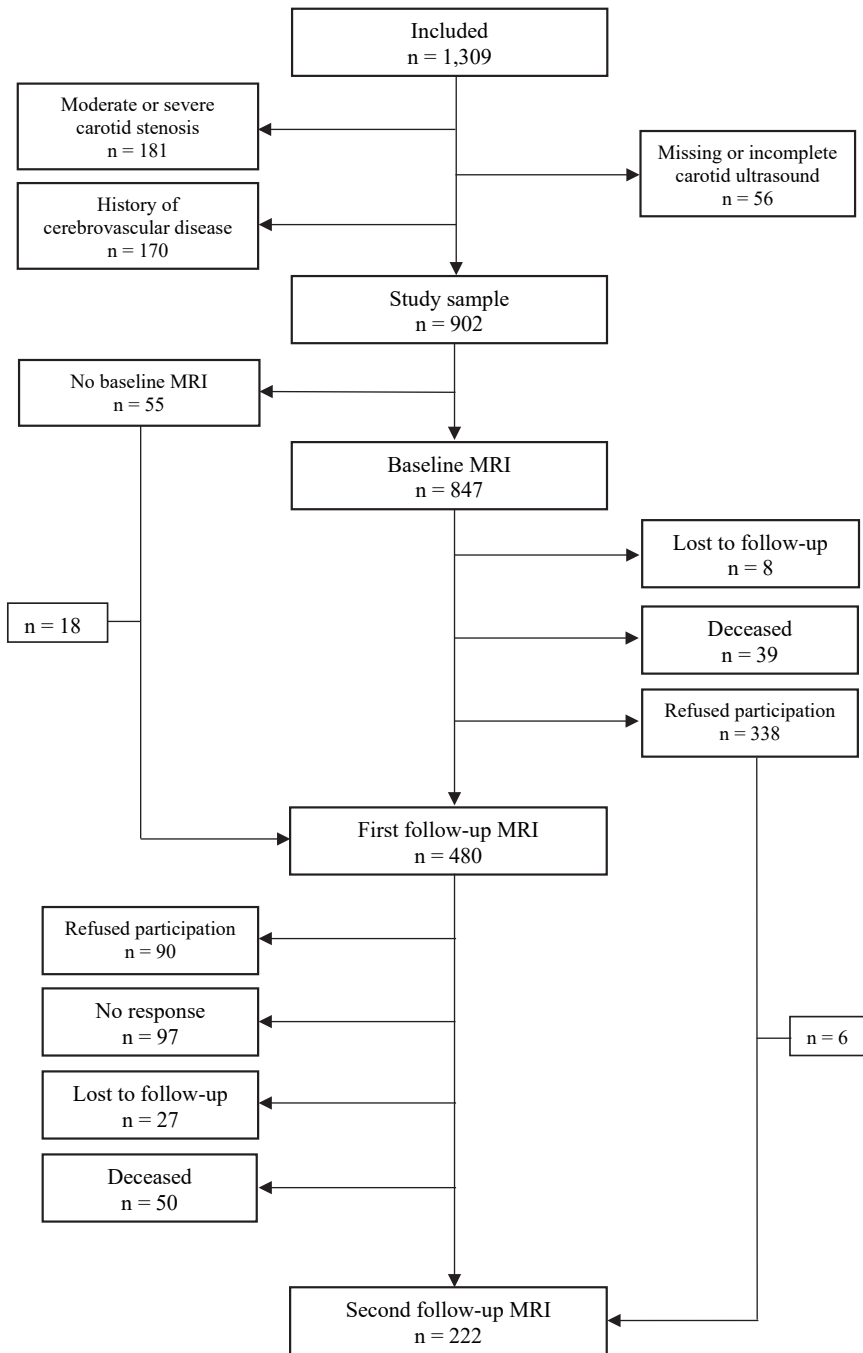 Included
n = 1,309
Moderate or severe
carotid stenosis
n = 181
Missing or incomplete
carotid ultrasound
n = 56
History of
cerebrovascular disease
n = 170
Study sample
n = 902
No baseline MRI
n = 55
Baseline MRI
n = 847
Lost to follow-up
n = 8
n = 18
Deceased
n = 39
Refused participation
n = 338
First follow-up MRI
n = 480
Refused participation
n = 90
No response
n = 97
n = 6
Lost to follow-up
n = 27
Deceased
n = 50
Second follow-up MRI
n = 222